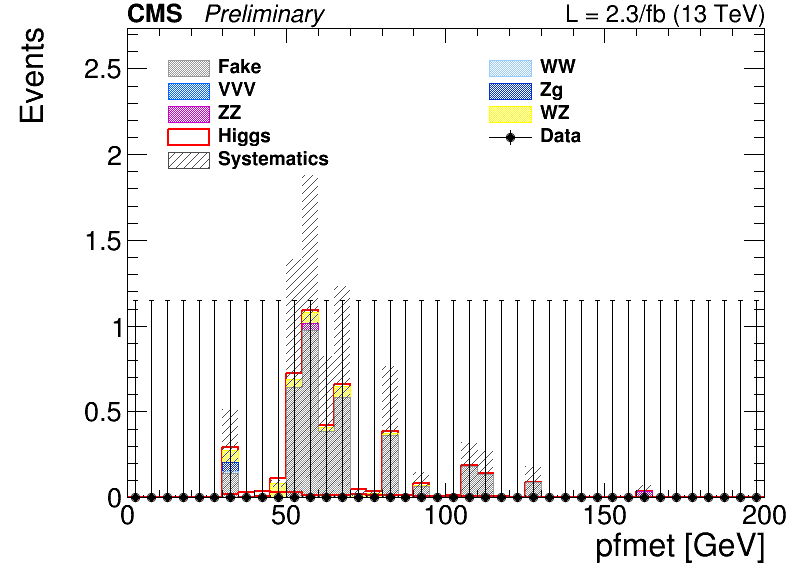 CMS Preliminary L = 2.3/fb (13 TeV)
Events
2.5
2
1.5
1
0.5
0
Fake
VVV
ZZ
Higgs
Systematics
WW
Zg
WZ
Data
0 50 100 150 200
pfmet [GeV]